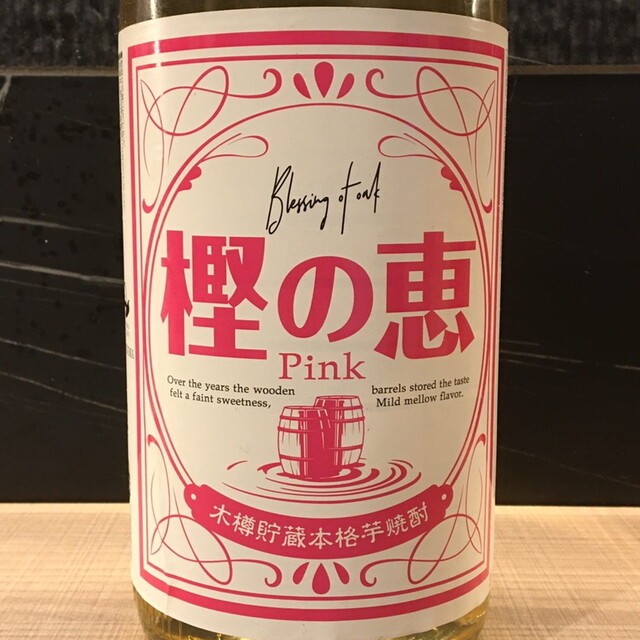 Blessing of oak
樫の恵
Pink
Over the years the wooden barrels stored the taste
felt a faint sweetness, Mild mellow flavor.
木樽貯蔵本格芋焼酎